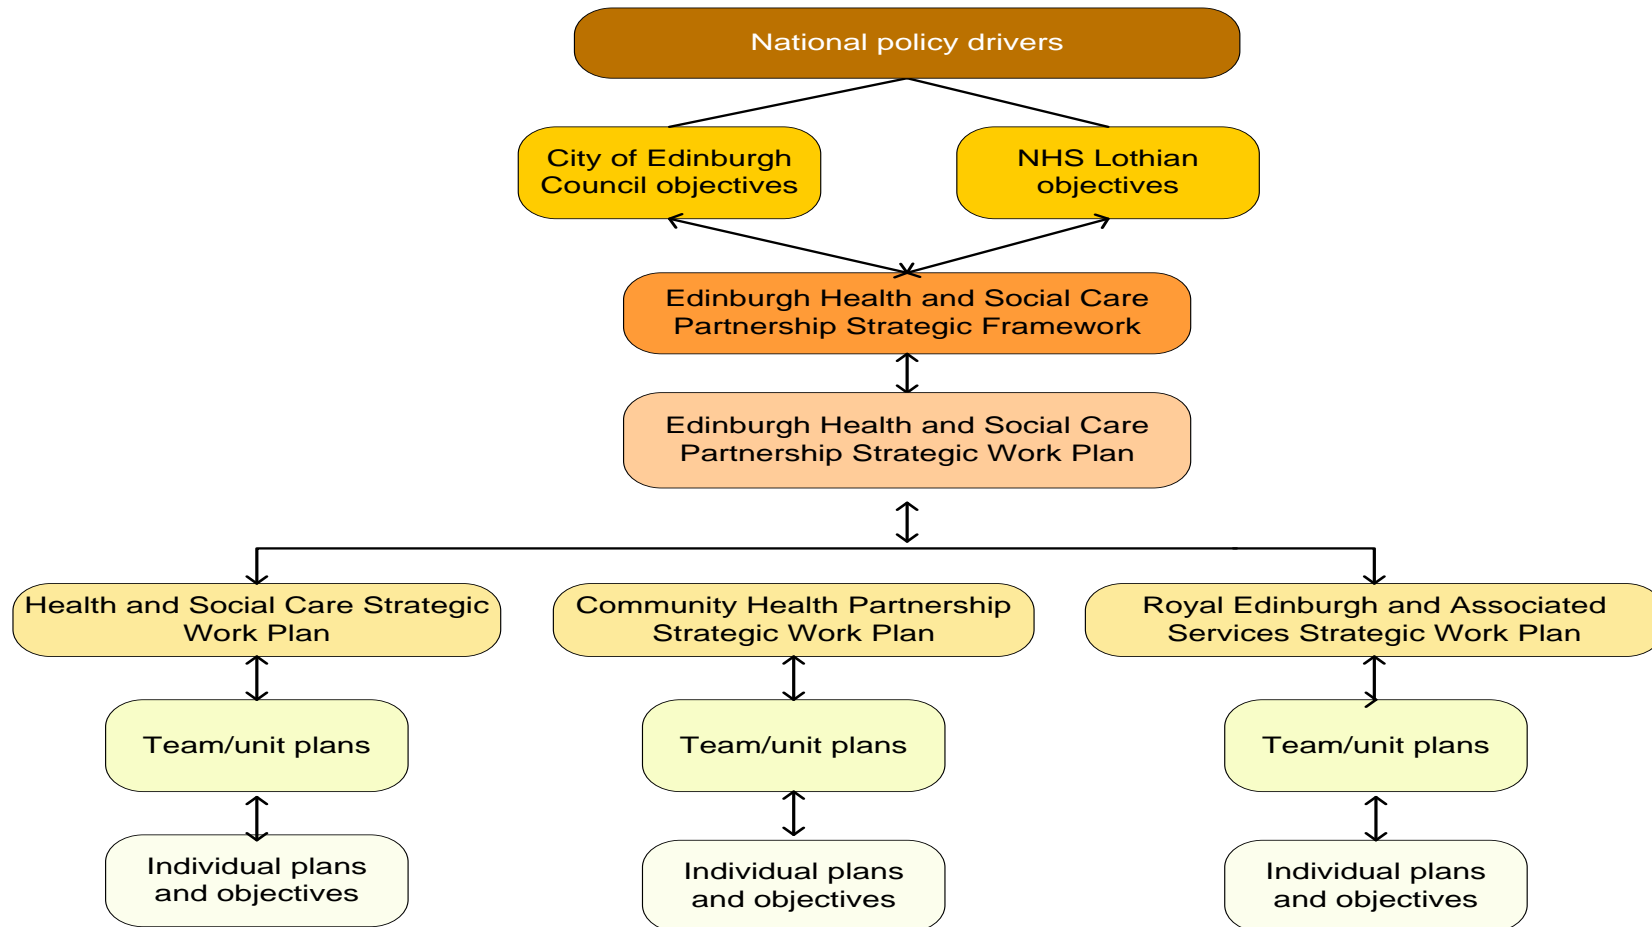 National policy drivers
City of Edinburgh
Council objectives
NHS Lothian
objectives
Edinburgh Health and Social Care
Partnership Strategic Framework
Edinburgh Health and Social Care
Partnership Strategic Work Plan
Health and Social Care Strategic
Work Plan
Community Health Partnership
Strategic Work Plan
Royal Edinburgh and Associated
Services Strategic Work Plan
Team/unit plans
Team/unit plans
Team/unit plans
Individual plans
and objectives
Individual plans
and objectives
Individual plans
and objectives